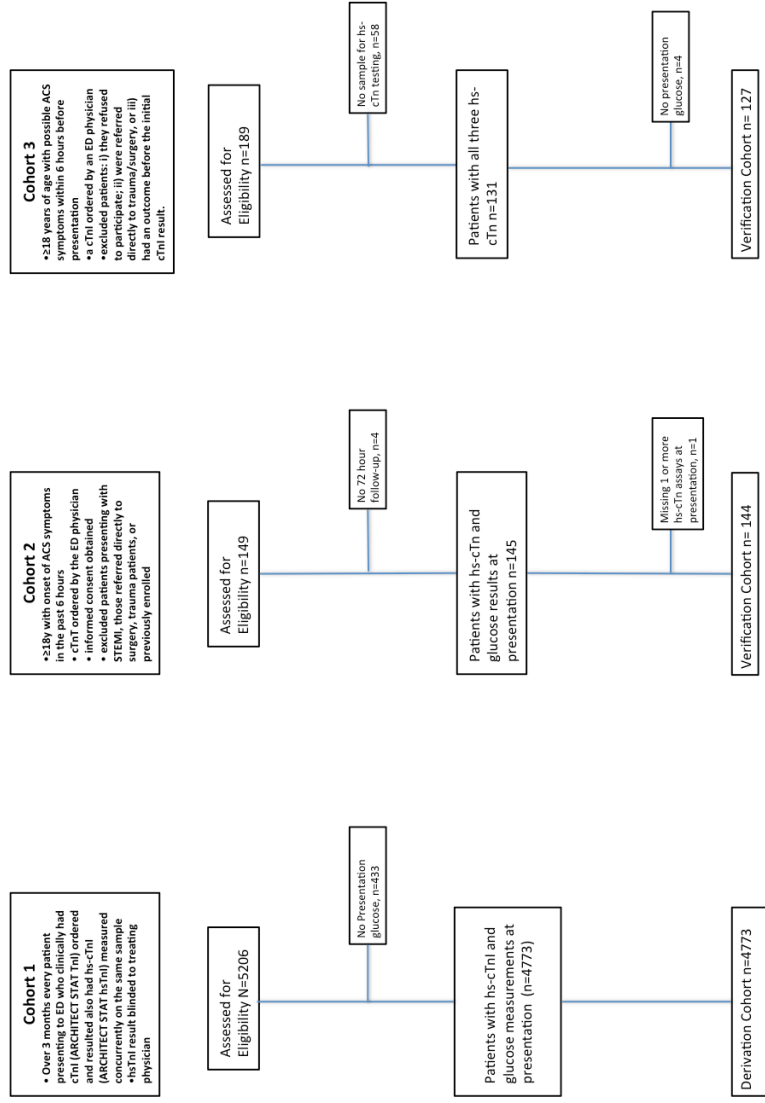 Cohort 1
• Over 3 months every patient
presenting to ED who clinically had
cTnI (ARCHITECT STAT TnI) ordered
and resulted also had hs-cTnI
(ARCHITECT STAT hsTnI) measured
concurrently on the same sample
•hsTnI result blinded to treating
physician
Assessed for
Eligibility N=5206
No Presentation
glucose, n=433
Patients with hs-cTnI and
glucose measurements at
presentation (n=4773)
Derivation Cohort n=4773
Cohort 2
•≥18y with onset of ACS symptoms
in the past 6 hours
• cTnT ordered by the ED physician
• informed consent obtained
• excluded patients presenting with
STEMI, those referred directly to
surgery, trauma patients, or
previously enrolled
Assessed for
Eligibility n=149
No 72 hour
follow-up, n=4
Patients with hs-cTn and
glucose results at
presentation n=145
Missing 1 or more
hs-cTn assays at
presentation, n=1
Verification Cohort n= 144
Cohort 3
•≥18 years of age with possible ACS
symptoms within 6 hours before
presentation
•a cTnI ordered by an ED physician
•excluded patients: i) they refused
to participate; ii) were referred
directly to trauma/surgery, or iii)
had an outcome before the initial
cTnI result.
Assessed for
Eligibility n=189
No sample for hs-
cTn testing, n=58
Patients with all three hs-
cTn n=131
No presentation
glucose, n=4
Verification Cohort n= 127